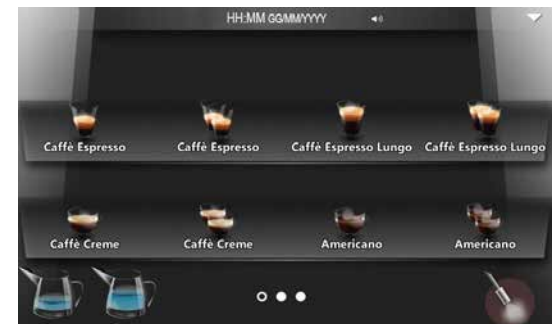 HH:MM GG/MM/YYYY
Caffè Espresso Caffè Espresso Caffè Espresso Lungo Caffè Espresso Lungo
Caffè Creme Caffè Creme Americano Americano